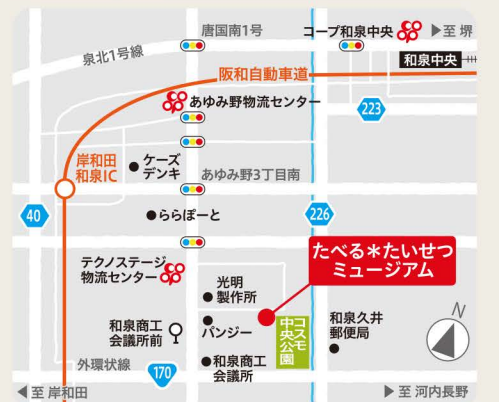 唐国南1号
コープ和泉中央
▶至 堺
泉北1号線
和泉中央
阪和自動車道
あゆみ野物流センター
223
岸和田
和泉IC
ケーズ
デンキ
あゆみ野3丁目南
40
ららぽーと
226
たべる＊たいせつ
ミュージアム
テクノステージ
物流センター
光明
製作所
N
和泉商工
会議所前
パンジー
コスモ
中央公園
和泉久井
郵便局
外環状線
170
和泉商工
会議所
◀至 岸和田
▶至 河内長野